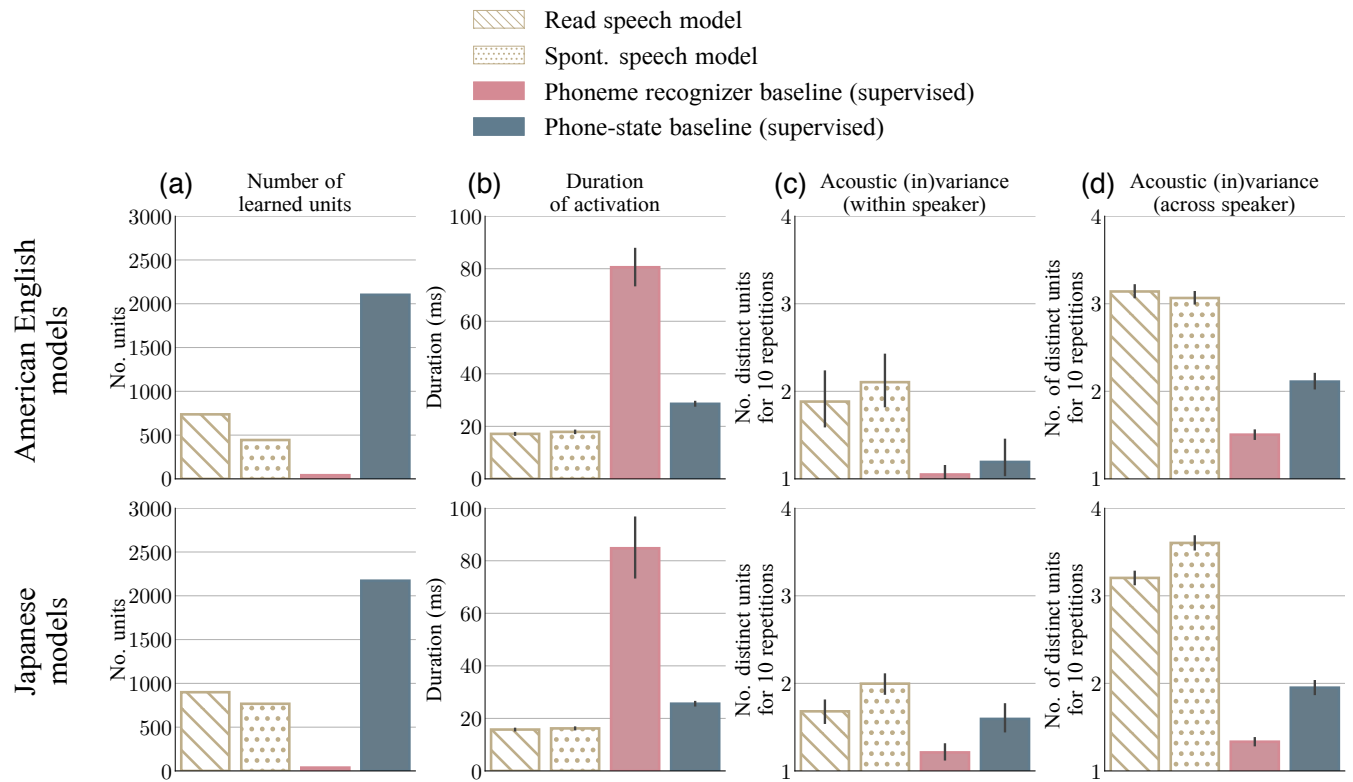 Read speech model
Spont. speech model
Phoneme recognizer baseline (supervised)
Phone-state baseline (supervised)
American English
models
(a)
Number of
learned units
No. units
3000
2500
2000
1500
1000
500
0
(b)
Duration
of activation
Duration (ms)
100
80
60
40
20
0
(c)
Acoustic (in)variance
(within speaker)
No. distinct units
for 10 repetitions
4
3
2
1
(d)
Acoustic (in)variance
(across speaker)
No. of distinct units
for 10 repetitions
4
3
2
1
Japanese
models
No. units
3000
2500
2000
1500
1000
500
0
Duration (ms)
100
80
60
40
20
0
No. distinct units
for 10 repetitions
4
3
2
1
No. of distinct units
for 10 repetitions
4
3
2
1